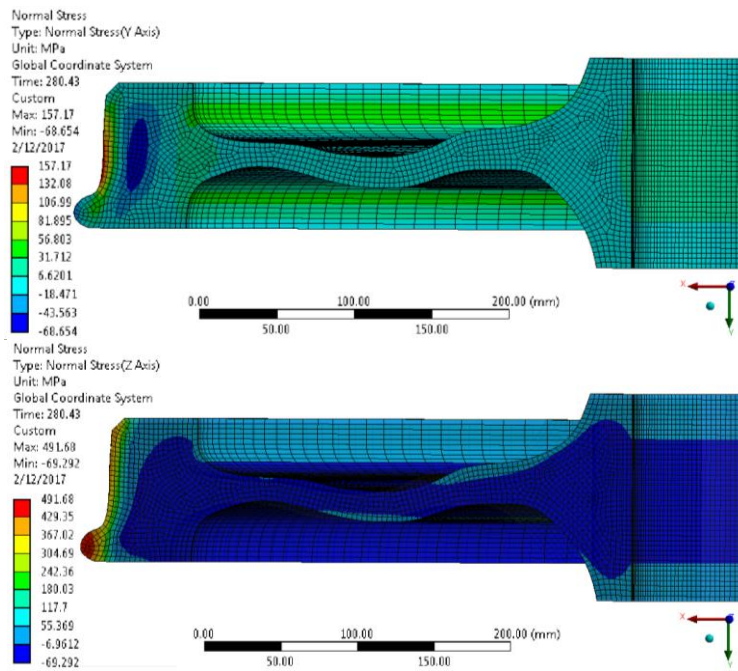 Normal Stress
Type: Normal Stress(Y Axis)
Unit: MPa
Global Coordinate System
Time: 280.43
Custom
Max: 157.17
Min: -68.654
2/12/2017
157.17
132.08
106.99
81.895
56.803
31.712
6.6201
-18.471
-43.563
-68.654
0.00 100.00 200.00 (mm)
50.00 150.00
X
Y
Normal Stress
Type: Normal Stress(Z Axis)
Unit: MPa
Global Coordinate System
Time: 280.43
Custom
Max: 491.68
Min: -69.292
2/12/2017
491.68
429.35
367.02
304.69
242.36
180.03
117.7
55.369
-6.9612
-69.292
0.00 100.00 200.00 (mm)
50.00 150.00
X
Y